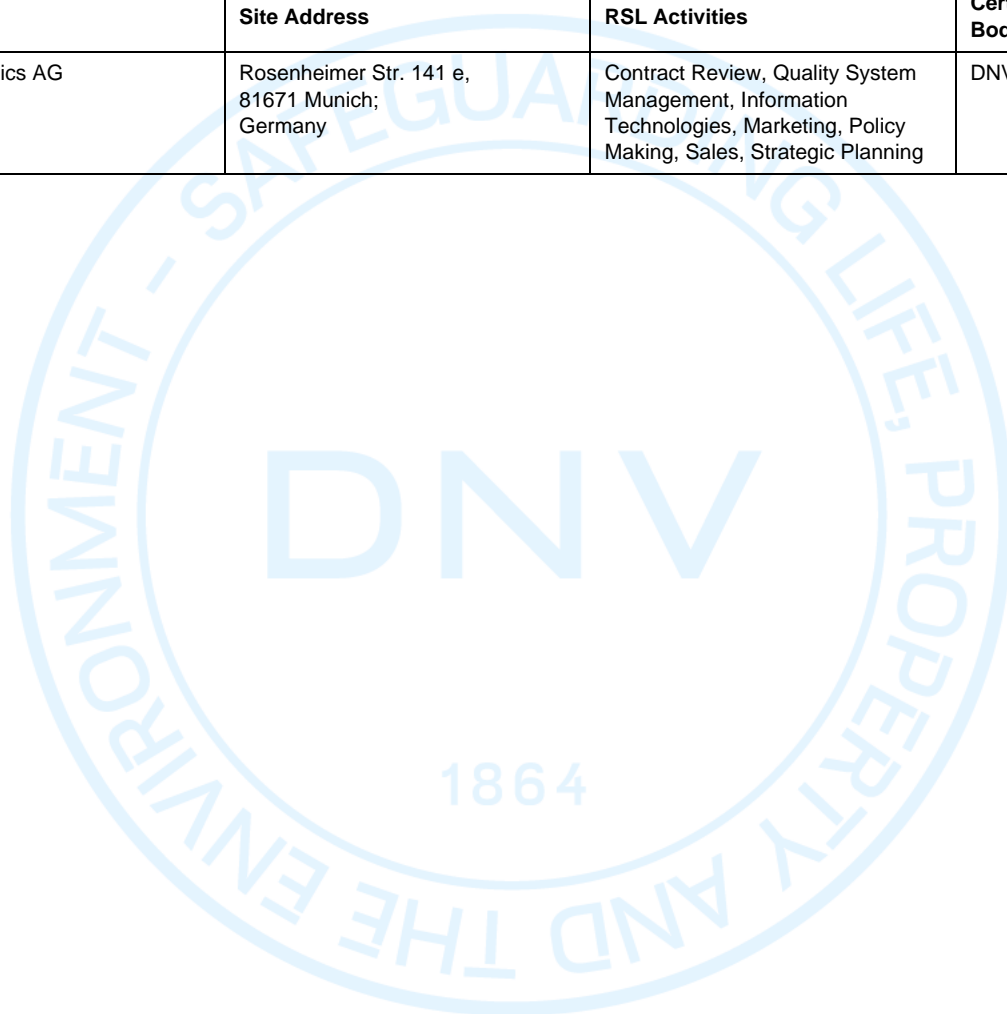 Site Address
RSL Activities
ics AG
Rosenheimer Str. 141 e,
81671 Munich;
Germany
Contract Review, Quality System
Management, Information
Technologies, Marketing, Policy
Making, Sales, Strategic Planning
SAFEGUARDING LIFE, PROPERTY AND THE ENVIRONMENT -
DNV
1864